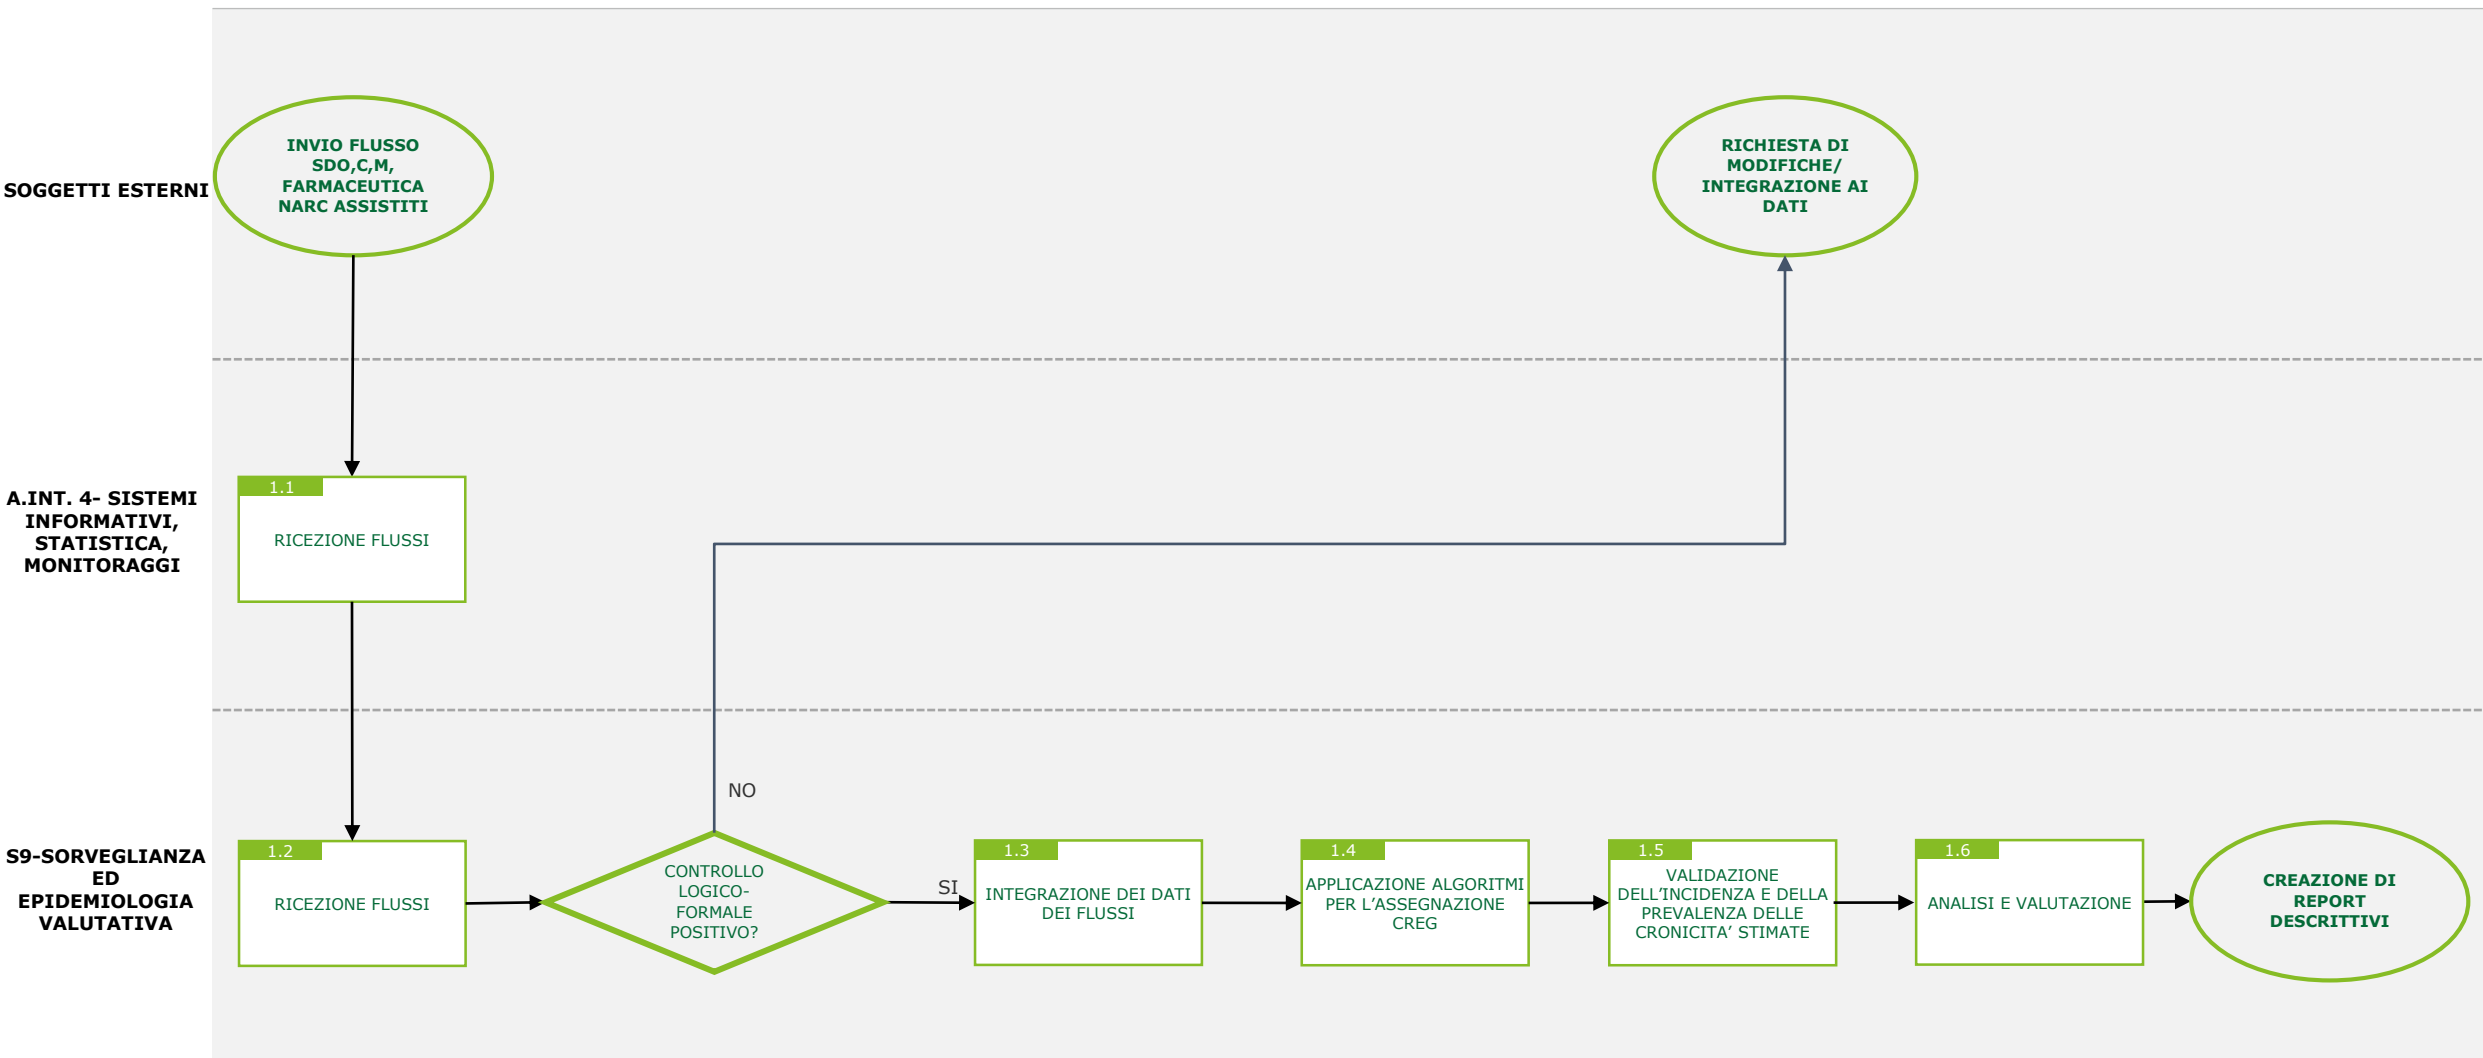 SOGGETTI ESTERNI
INVIO FLUSSO
SDO,C,M,
FARMACEUTICA
NARC ASSISTITI
RICHIESTA DI
MODIFICHE/
INTEGRAZIONE AI
DATI
A.INT. 4- SISTEMI
INFORMATIVI,
STATISTICA,
MONITORAGGI
1.1
RICEZIONE FLUSSI
S9-SORVEGLIANZA
ED
EPIDEMIOLOGIA
VALUTATIVA
1.2
RICEZIONE FLUSSI
NO
CONTROLLO
LOGICO-
FORMALE
POSITIVO?
SI
1.3
INTEGRAZIONE DEI DATI
DEI FLUSSI
1.4
APPLICAZIONE ALGORITMI
PER L’ASSEGNAZIONE
CREG
1.5
VALIDAZIONE
DELL’INCIDENZA E DELLA
PREVALENZA DELLE
CRONICITA’ STIMATE
1.6
ANALISI E VALUTAZIONE
CREAZIONE DI
REPORT
DESCRITTIVI